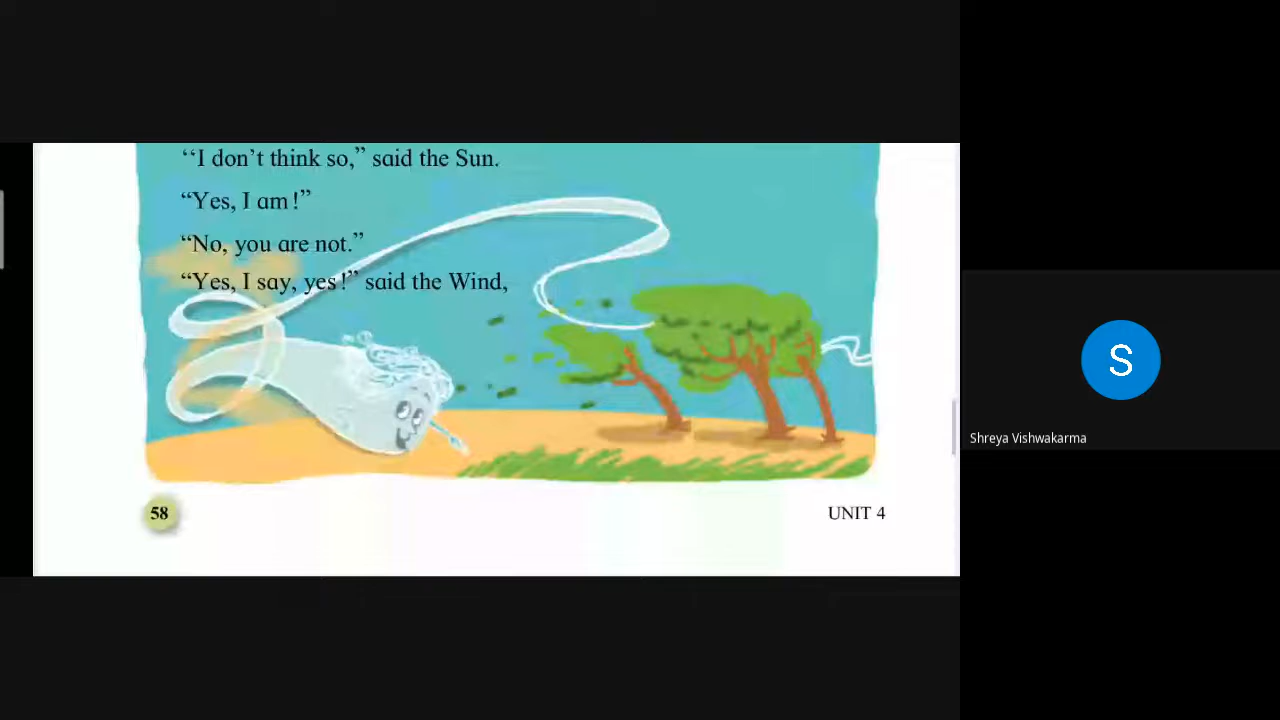 ‘‘I don’t think so,” said the Sun.
“Yes, I am!”
“No, you are not.”
“Yes, I say, yes!” said the Wind,
58
UNIT 4
S
Shreya Vishwakarma